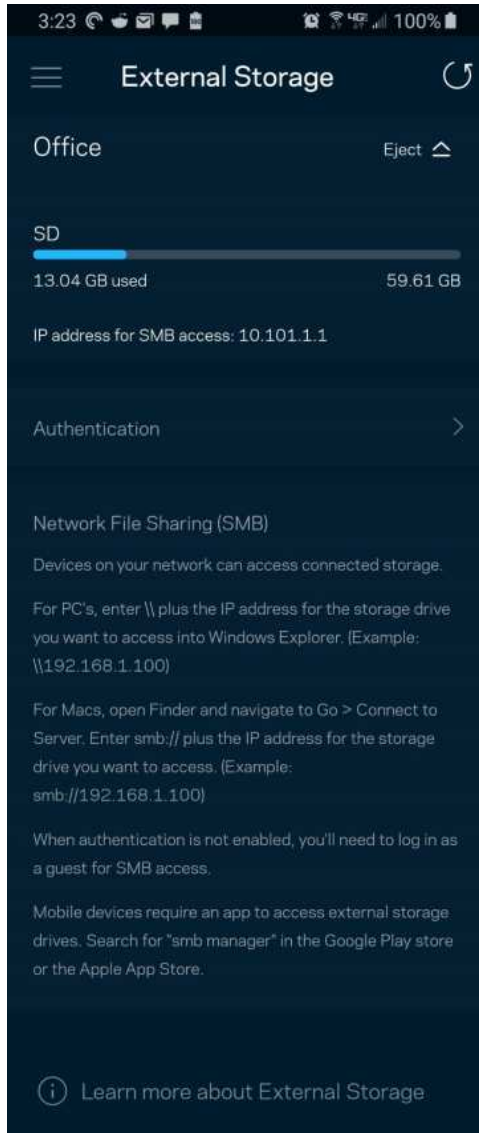 3:23
100%
External Storage
Office
Eject
SD
13.04 GB used
59.61 GB
IP address for SMB access: 10.101.1.1
Authentication
Network File Sharing (SMB)
Devices on your network can access connected storage.
For PC's, enter \\ plus the IP address for the storage drive
you want to access into Windows Explorer. (Example:
\\192.168.1.100)
For Macs, open Finder and navigate to Go > Connect to
Server. Enter smb:// plus the IP address for the storage
drive you want to access. (Example:
smb://192.168.1.100)
When authentication is not enabled, you'll need to log in as
a guest for SMB access.
Mobile devices require an app to access external storage
drives. Search for "smb manager" in the Google Play store
or the Apple App Store.
Learn more about External Storage